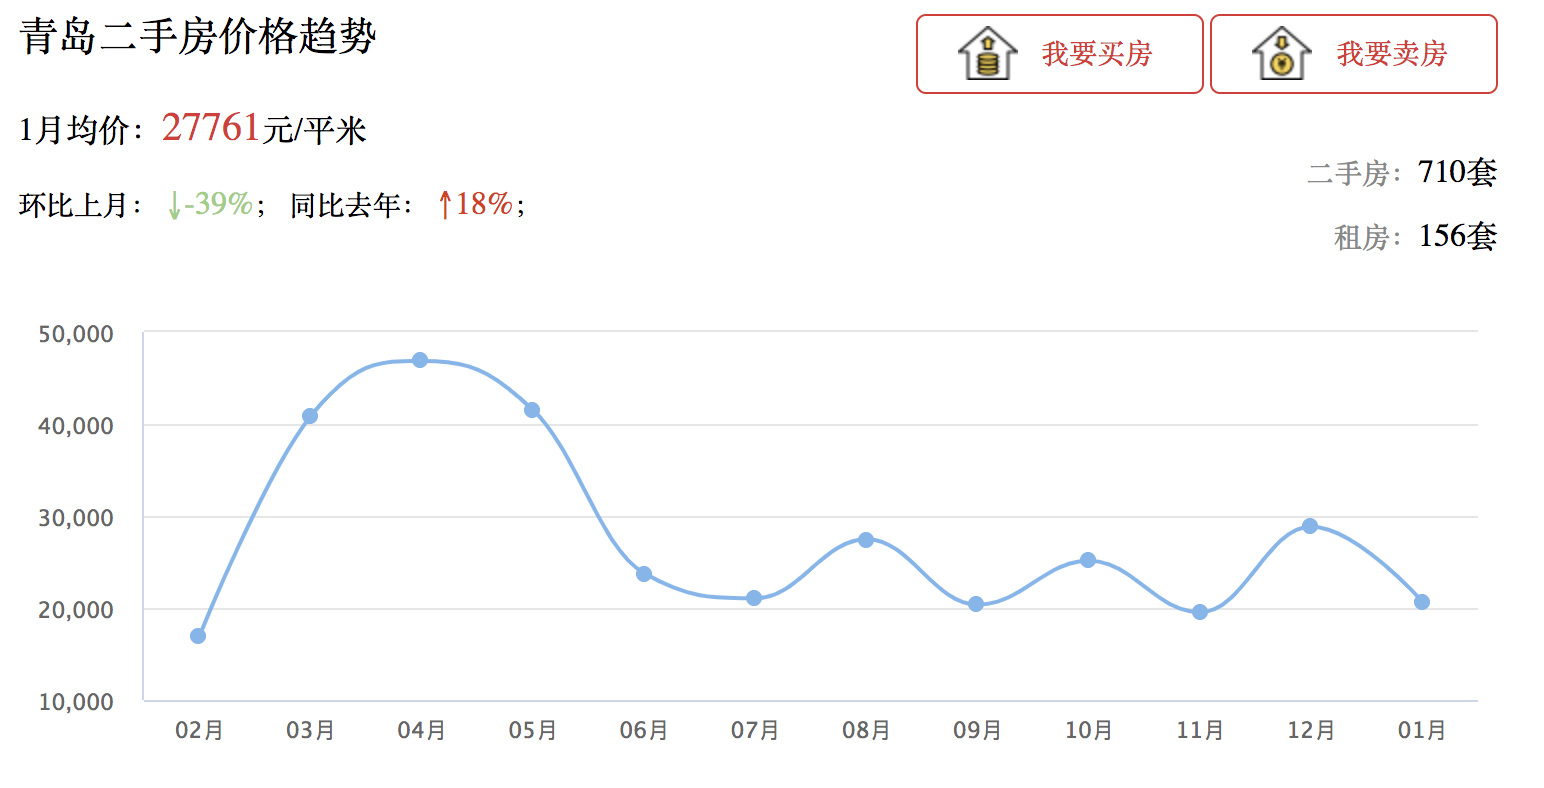 青岛二手房价格趋势
我要买房
我要卖房
1月均价：27761元/平米
环比上月：↓-39%； 同比去年：↑18%；
二手房：710套
租房：156套
50,000
40,000
30,000
20,000
10,000
02月 03月 04月 05月 06月 07月 08月 09月 10月 11月 12月 01月